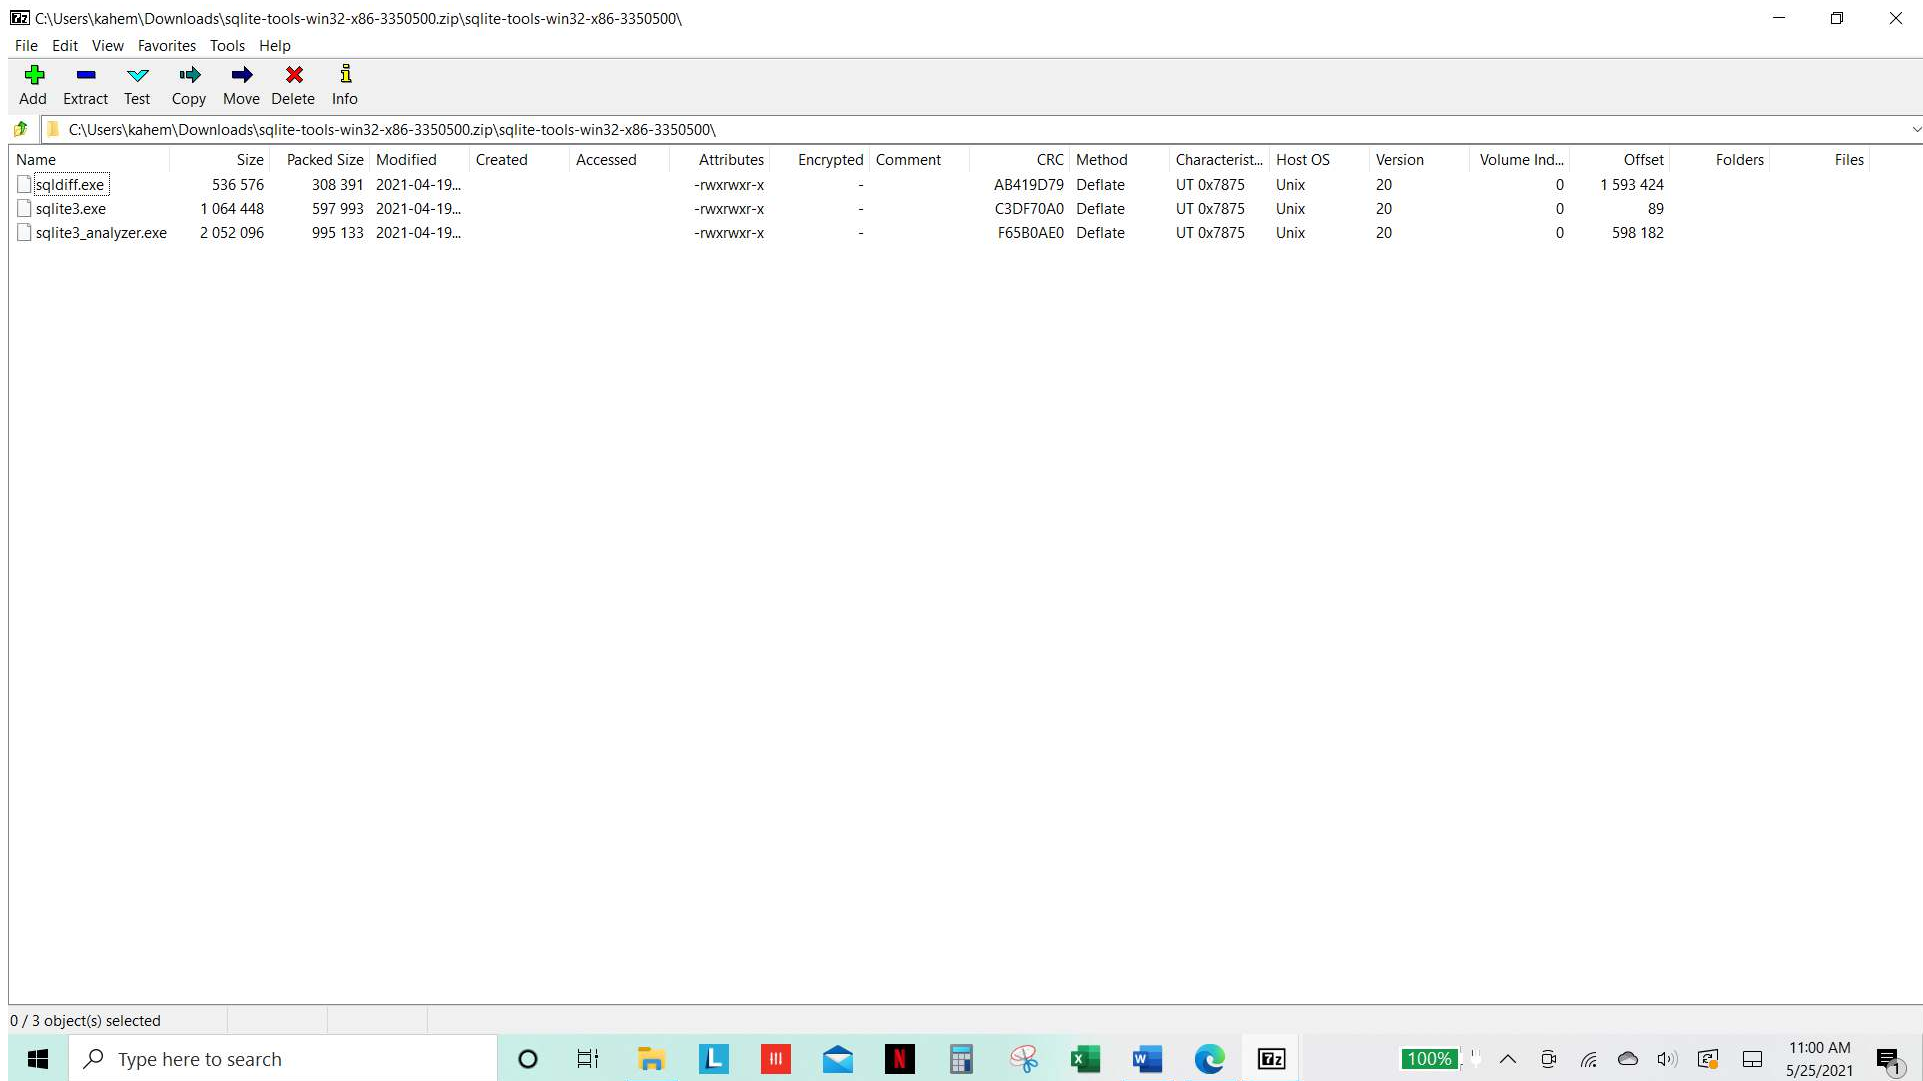 7z C:\Users\kahem\Downloads\sqlite-tools-win32-x86-3350500.zip\sqlite-tools-win32-x86-3350500\
File Edit View Favorites Tools Help
Add Extract Test Copy Move Delete Info
C:\Users\kahem\Downloads\sqlite-tools-win32-x86-3350500.zip\sqlite-tools-win32-x86-3350500\
Name Size Packed Size Modified Created Accessed Attributes Encrypted Comment CRC Method Characterist... Host OS Version Volume Ind... Offset Folders Files
sqldiff.exe 536 576 308 391 2021-04-19... -rwxrwxr-x - AB419D79 Deflate UT 0x7875 Unix 20 0 1 593 424
sqlite3.exe 1 064 448 597 993 2021-04-19... -rwxrwxr-x - C3DF70A0 Deflate UT 0x7875 Unix 20 0 89
sqlite3_analyzer.exe 2 052 096 995 133 2021-04-19... -rwxrwxr-x - F65B0AE0 Deflate UT 0x7875 Unix 20 0 598 182
0 / 3 object(s) selected
Type here to search L N X W 7z 100% 11:00 AM
5/25/2021 1